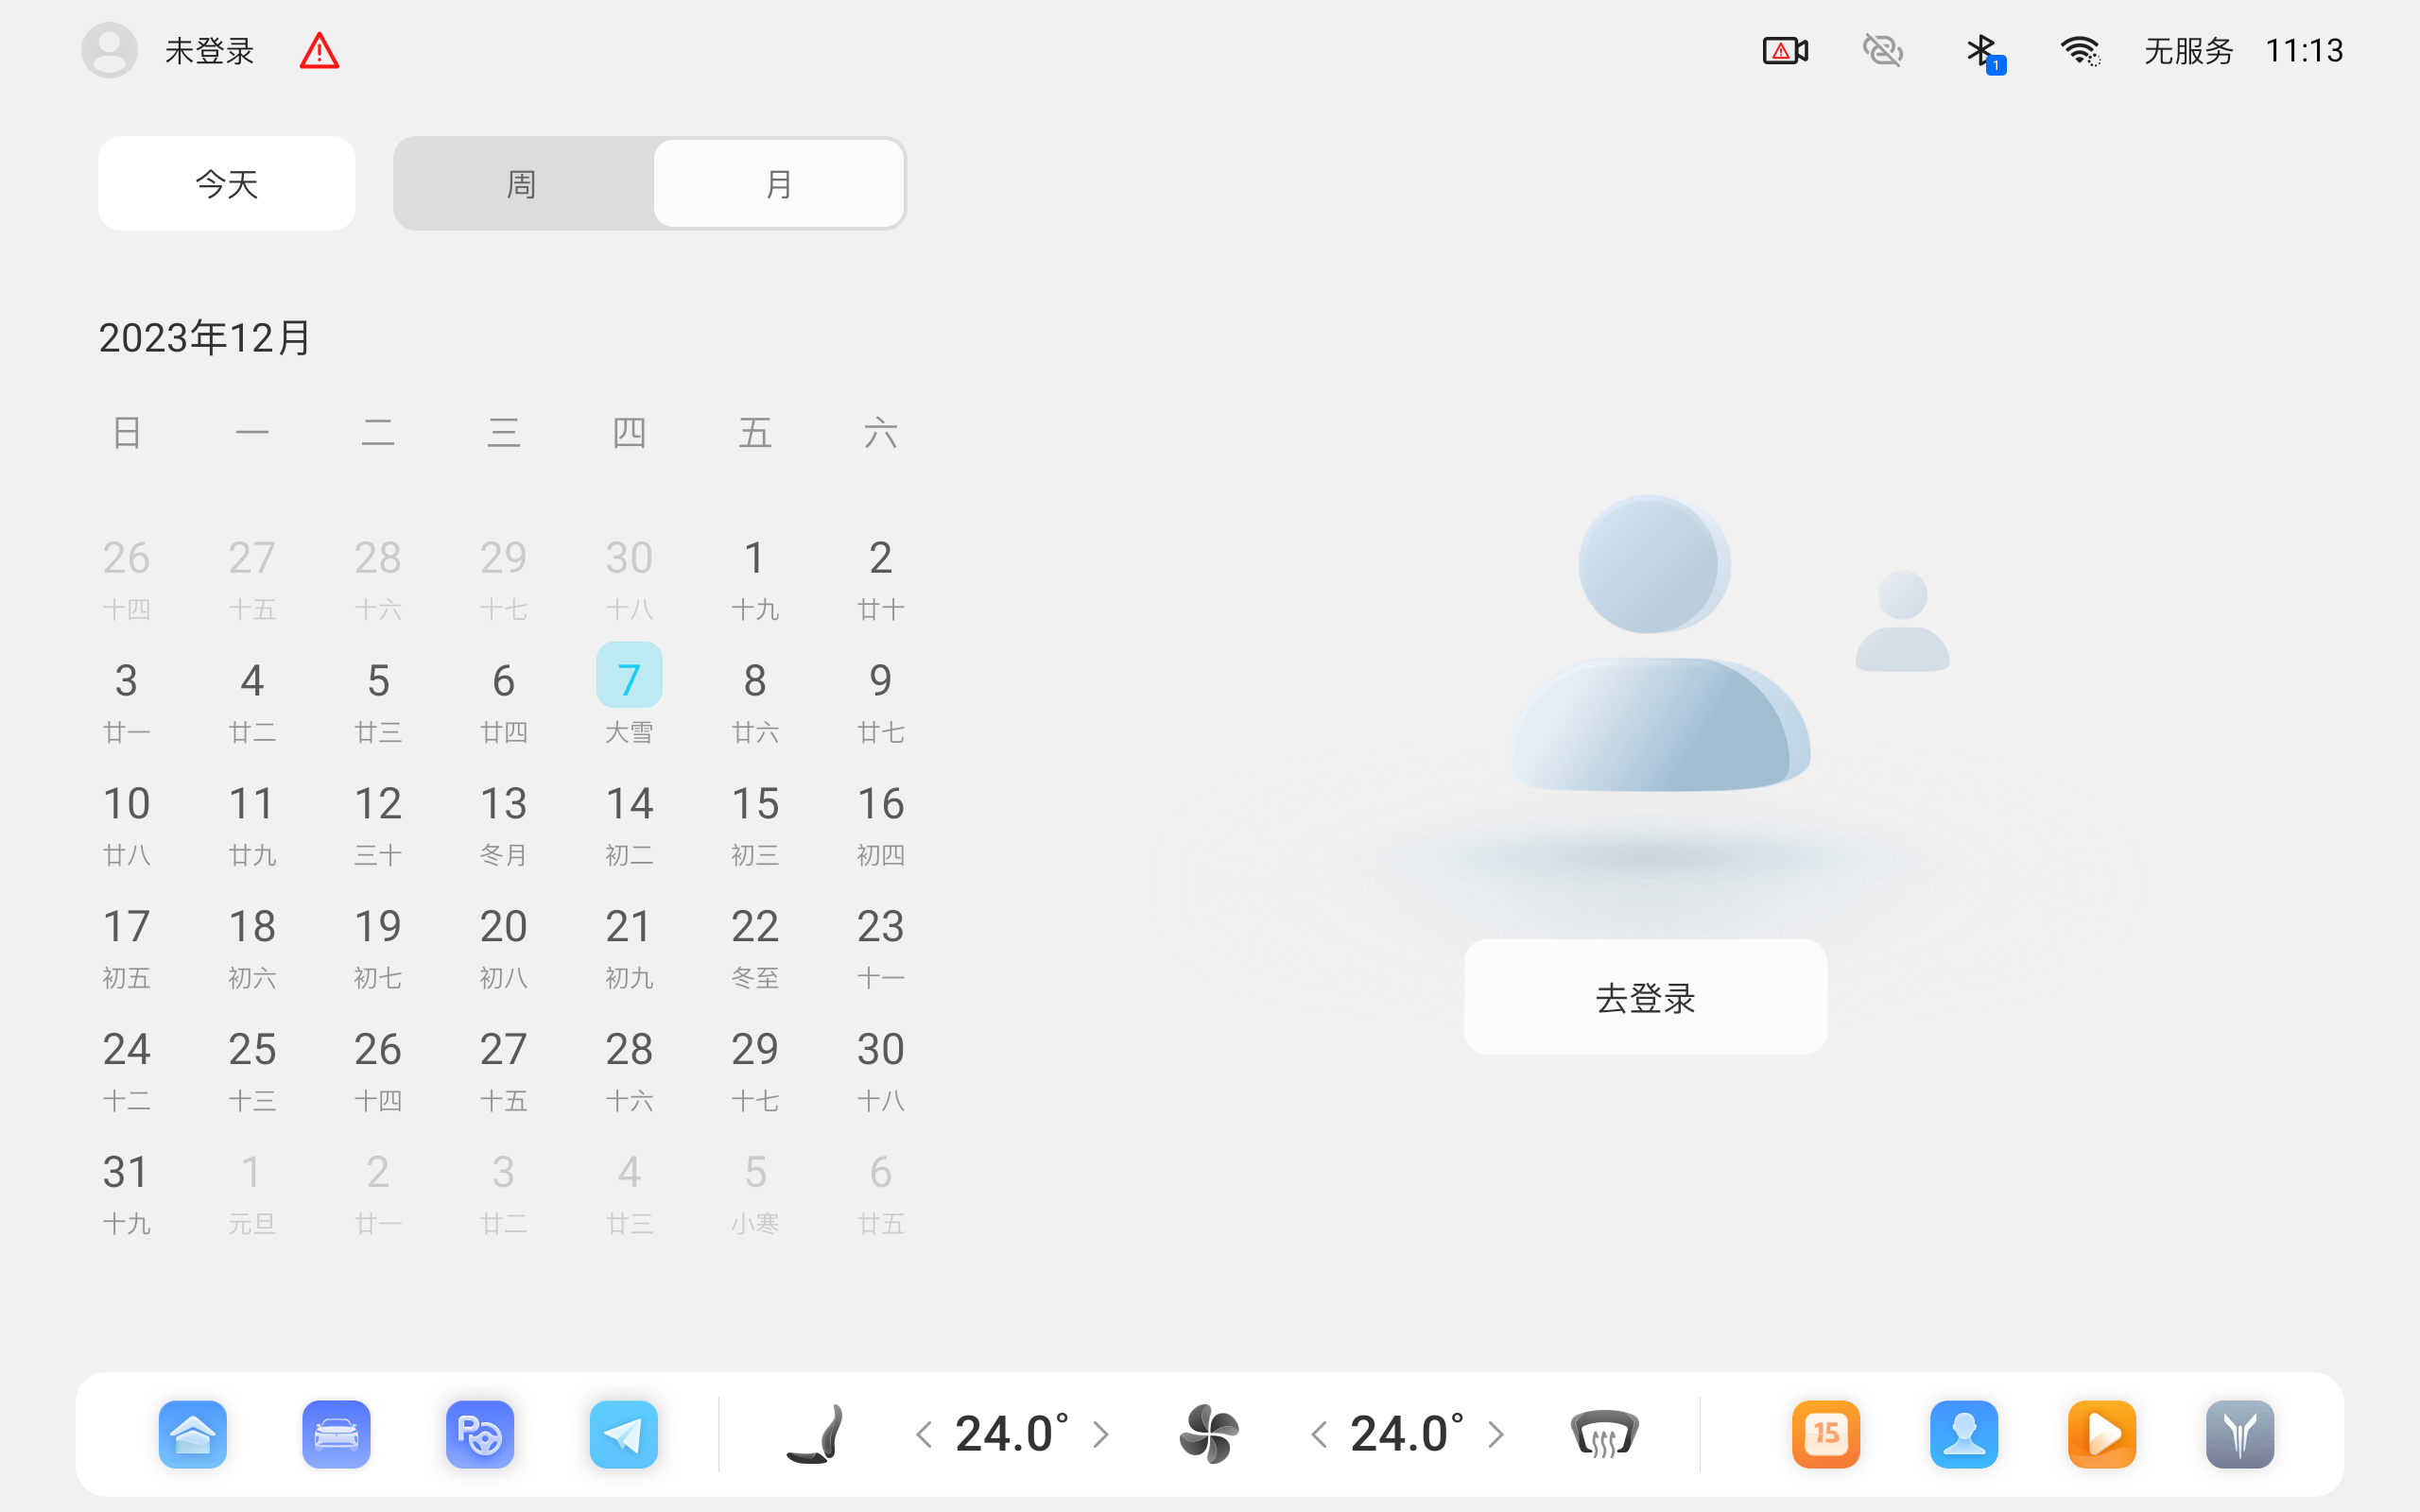 未登录
1
无服务 11:13
今天 周 月
2023年12月
日 一 二 三 四 五 六
26 27 28 29 30 1 2
十四 十五 十六 十七 十八 十九 廿十
3 4 5 6 7 8 9
廿一 廿二 廿三 廿四 大雪 廿六 廿七
10 11 12 13 14 15 16
廿八 廿九 三十 冬月 初二 初三 初四
17 18 19 20 21 22 23
初五 初六 初七 初八 初九 冬至 十一
24 25 26 27 28 29 30
十二 十三 十四 十五 十六 十七 十八
31 1 2 3 4 5 6
十九 元旦 廿一 廿二 廿三 小寒 廿五
去登录
P 24.0° 24.0° 15